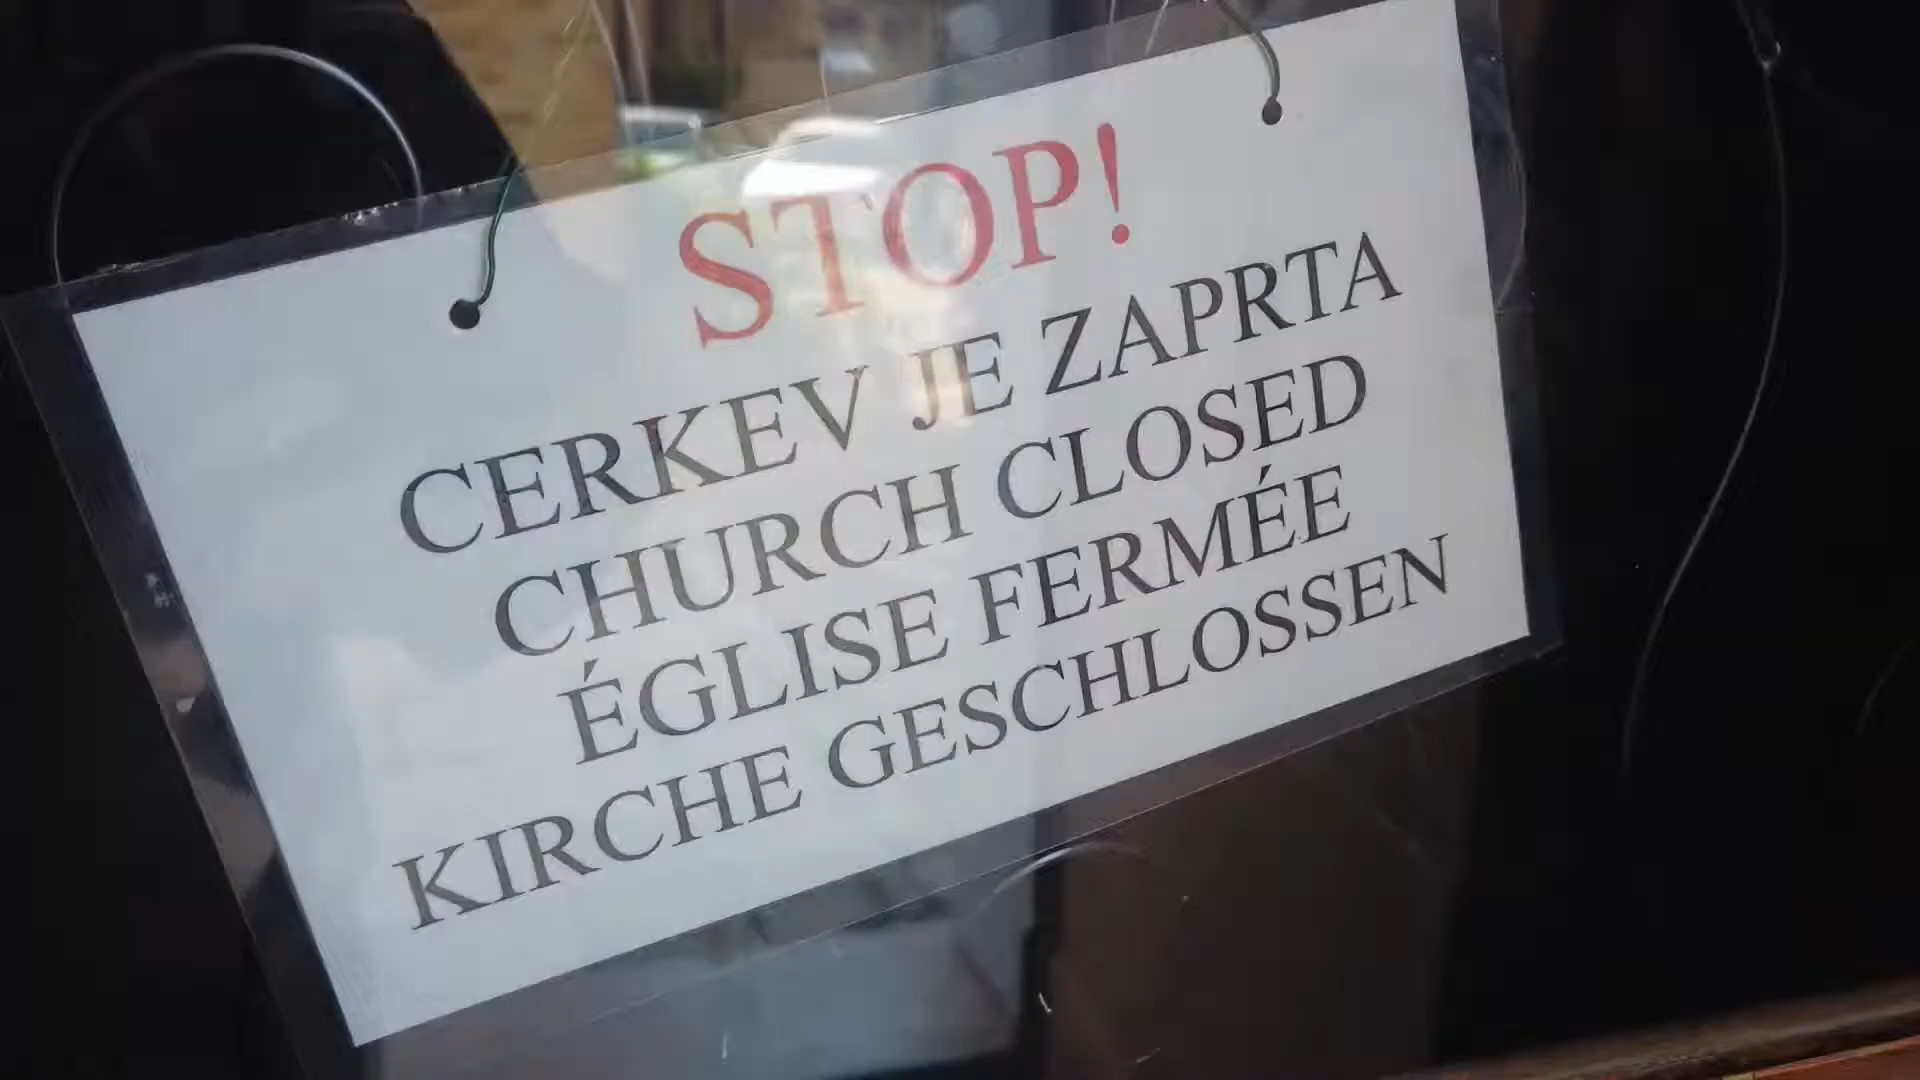 STOP!
CERKEV JE ZAPRTA
CHURCH CLOSED
ÉGLISE FERMÉE
KIRCHE GESCHLOSSEN